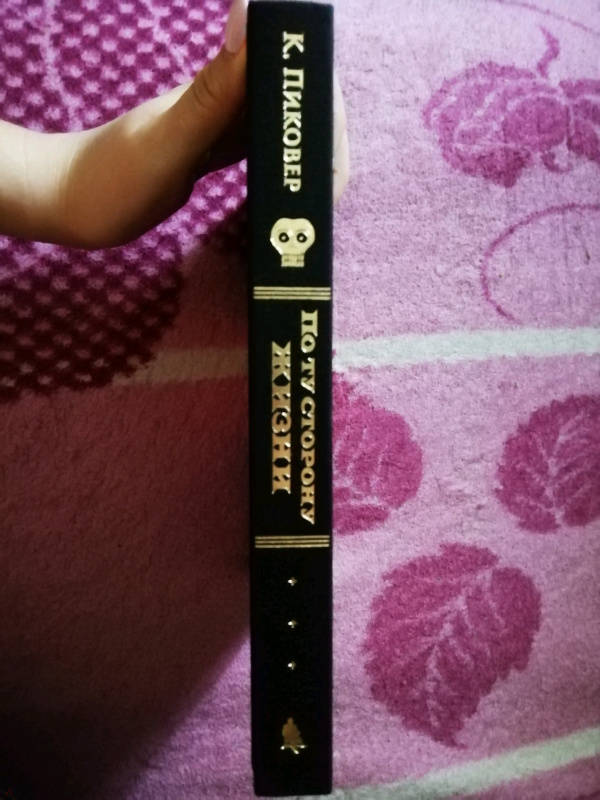 К. Пиковер
По ту сторону
жизни